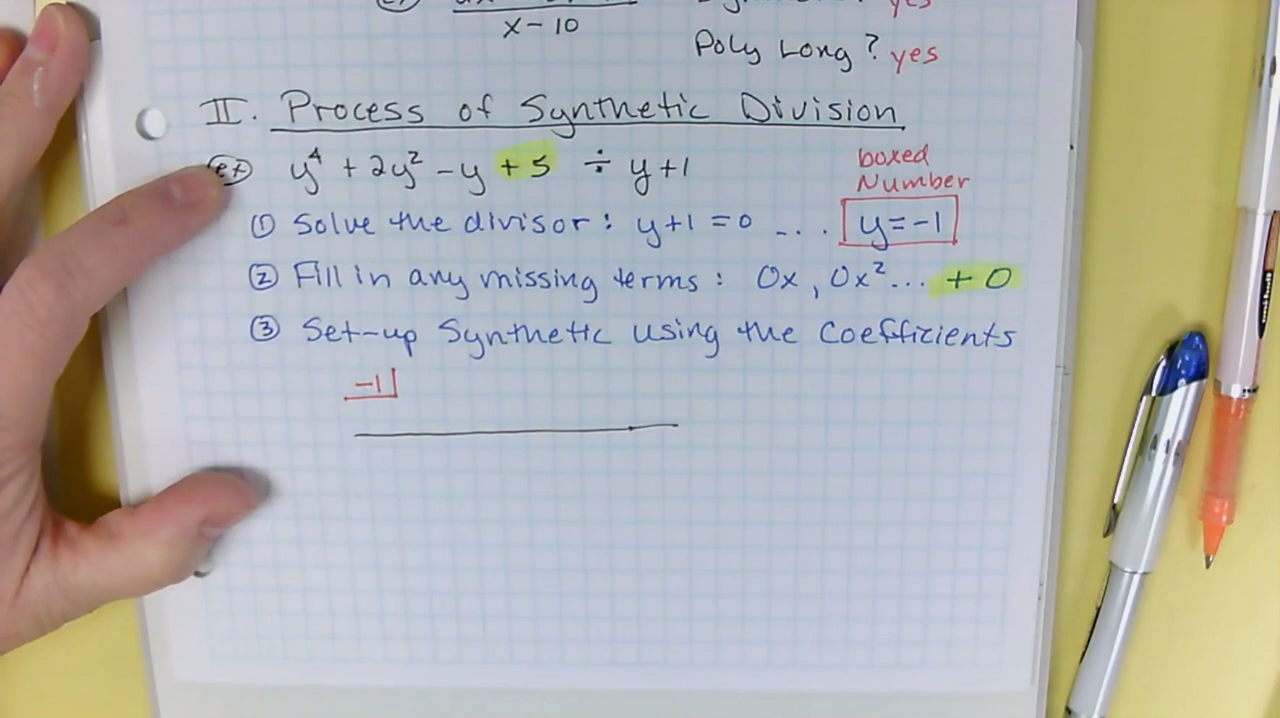 x-10
yes
Poly Long? yes
II. Process of Synthetic Division
ex y⁴ + 2y² - y + 5 ÷ y+1
boxed
Number
① Solve the divisor: y+1=0 ... y=-1
② Fill in any missing terms: 0x, 0x² ... + 0
③ Set-up Synthetic using the Coefficients
-1